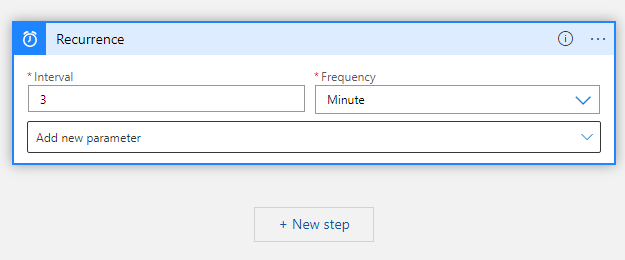 Recurrence
* Interval
* Frequency
3
Minute
Add new parameter
+ New step